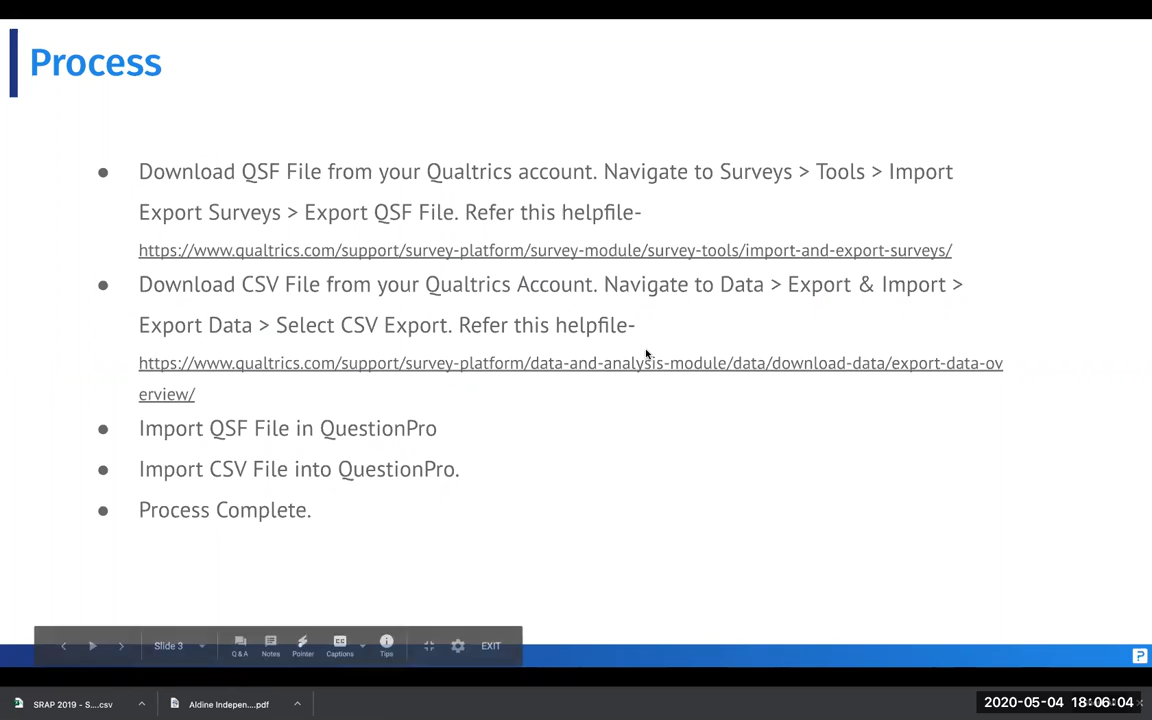 Process
● Download QSF File from your Qualtrics account. Navigate to Surveys > Tools > Import
Export Surveys > Export QSF File. Refer this helpfile-
https://www.qualtrics.com/support/survey-platform/survey-module/survey-tools/import-and-export-surveys/
● Download CSV File from your Qualtrics Account. Navigate to Data > Export & Import >
Export Data > Select CSV Export. Refer this helpfile-
https://www.qualtrics.com/support/survey-platform/data-and-analysis-module/data/download-data/export-data-ov
erview/
● Import QSF File in QuestionPro
● Import CSV File into QuestionPro.
● Process Complete.
Slide 3
Q & A
Notes
Pointer
CC
Captions
Tips
EXIT
SRAP 2019 - S....csv
Aldine Indepen....pdf
2020-05-04 18:06:04